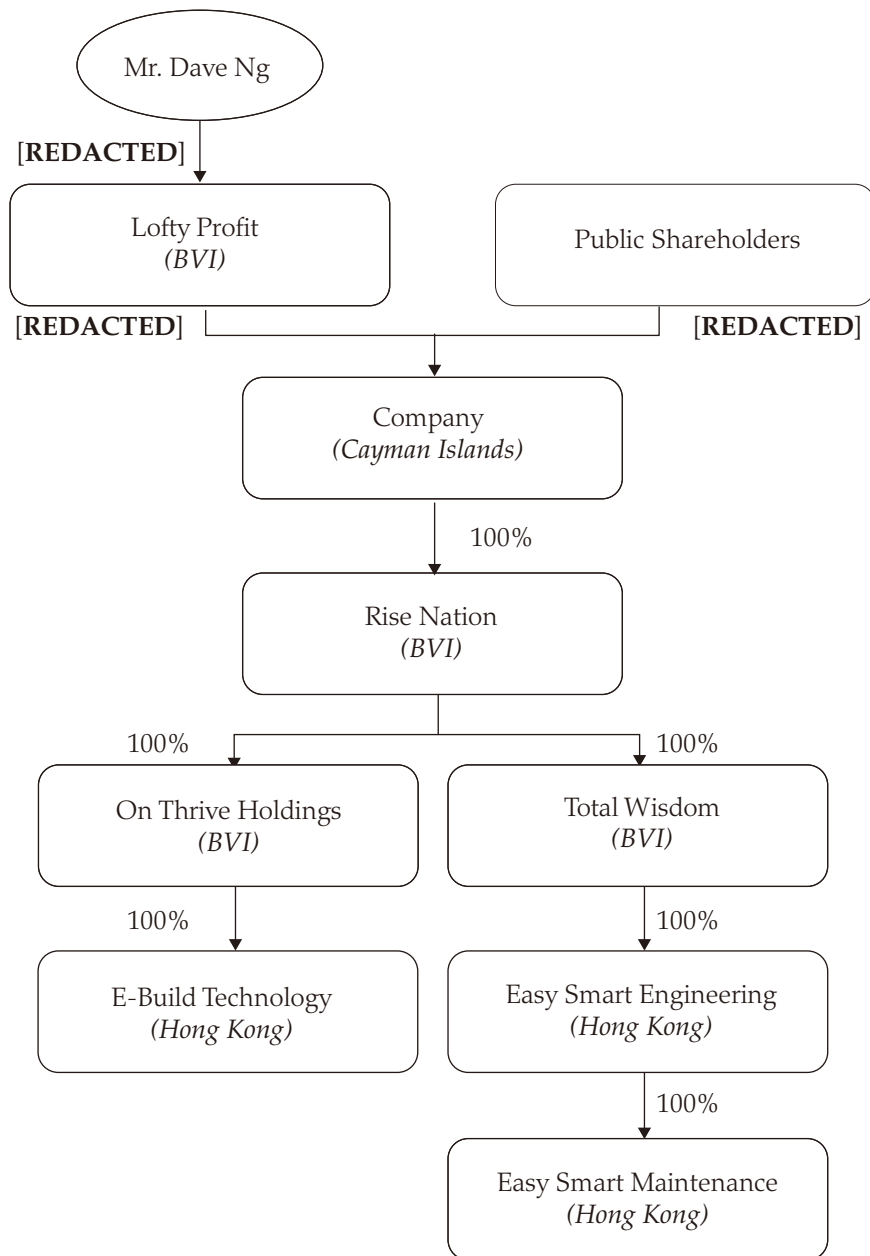 Mr. Dave Ng
[REDACTED]
Lofty Profit
(BVI)
Public Shareholders
[REDACTED]
[REDACTED]
Company
(Cayman Islands)
100%
Rise Nation
(BVI)
100%
100%
On Thrive Holdings
(BVI)
Total Wisdom
(BVI)
100%
100%
E-Build Technology
(Hong Kong)
Easy Smart Engineering
(Hong Kong)
100%
Easy Smart Maintenance
(Hong Kong)